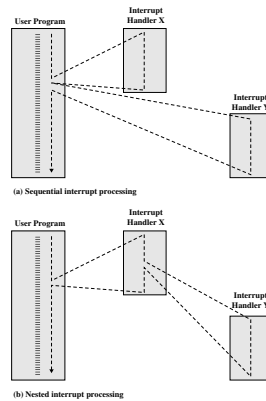 User Program
Interrupt
Handler X
Interrupt
Handler Y
(a) Sequential interrupt processing
User Program
Interrupt
Handler X
Interrupt
Handler Y
(b) Nested interrupt processing